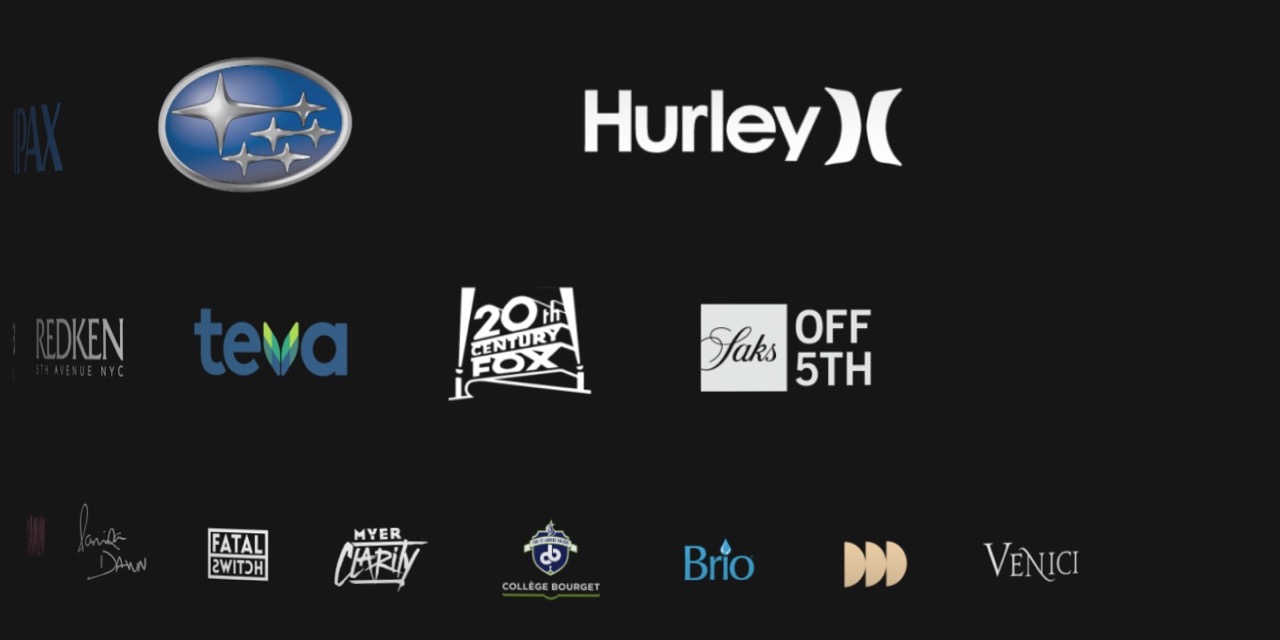 PAX
Hurley
REDKEN
5TH AVENUE NYC
teva
20th
CENTURY
FOX
Saks
OFF
5TH
DAWN
FATAL
SWITCH
MYER
CLARITY
COLLÈGE BOURGET
Brio
VENICI